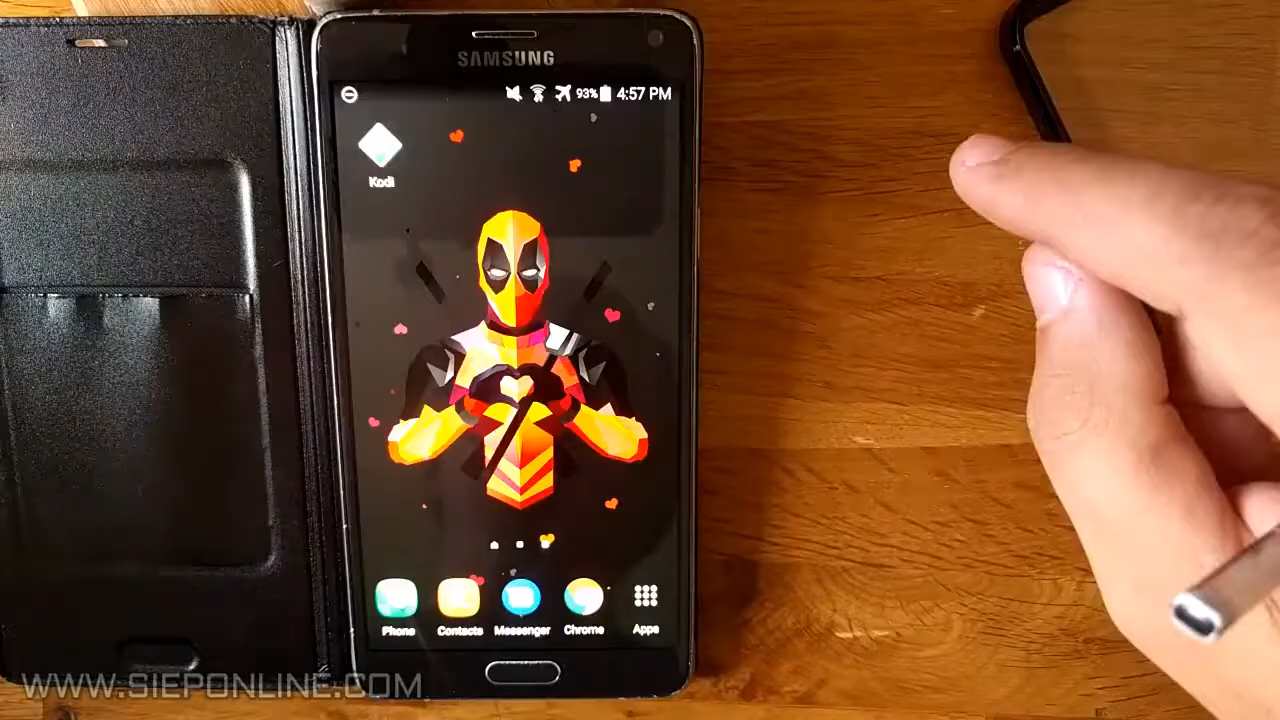 SAMSUNG
93% 4:57 PM
Kodi
Phone Contacts Messenger Chrome Apps
WWW.SIEPONLINE.COM